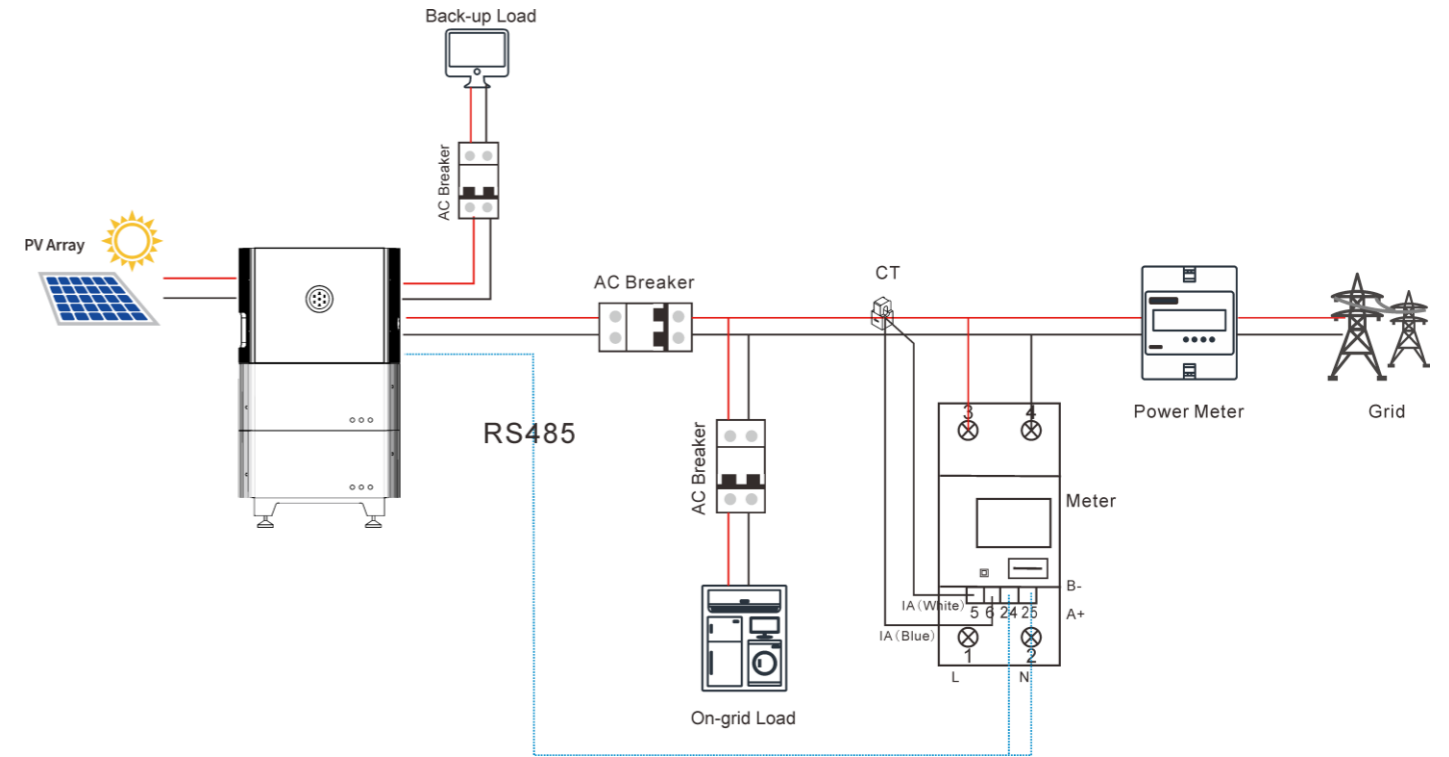 Back-up Load
AC Breaker
PV Array
AC Breaker
CT
RS485
AC Breaker
On-grid Load
Power Meter
Grid
3 4
Meter
B-
IA(White) 5 6 24 25 A+
IA(Blue)
1 2
L N